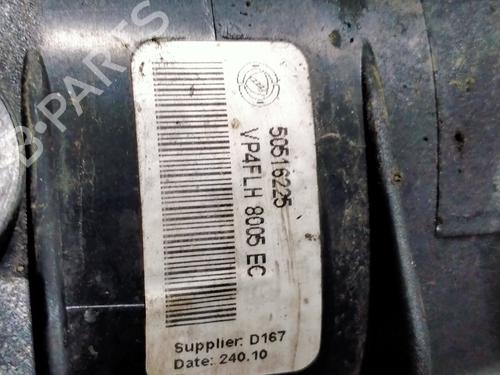 50516225
VP4FLH 8005 EC
Supplier: D167
Date: 240.10
B-PARTS